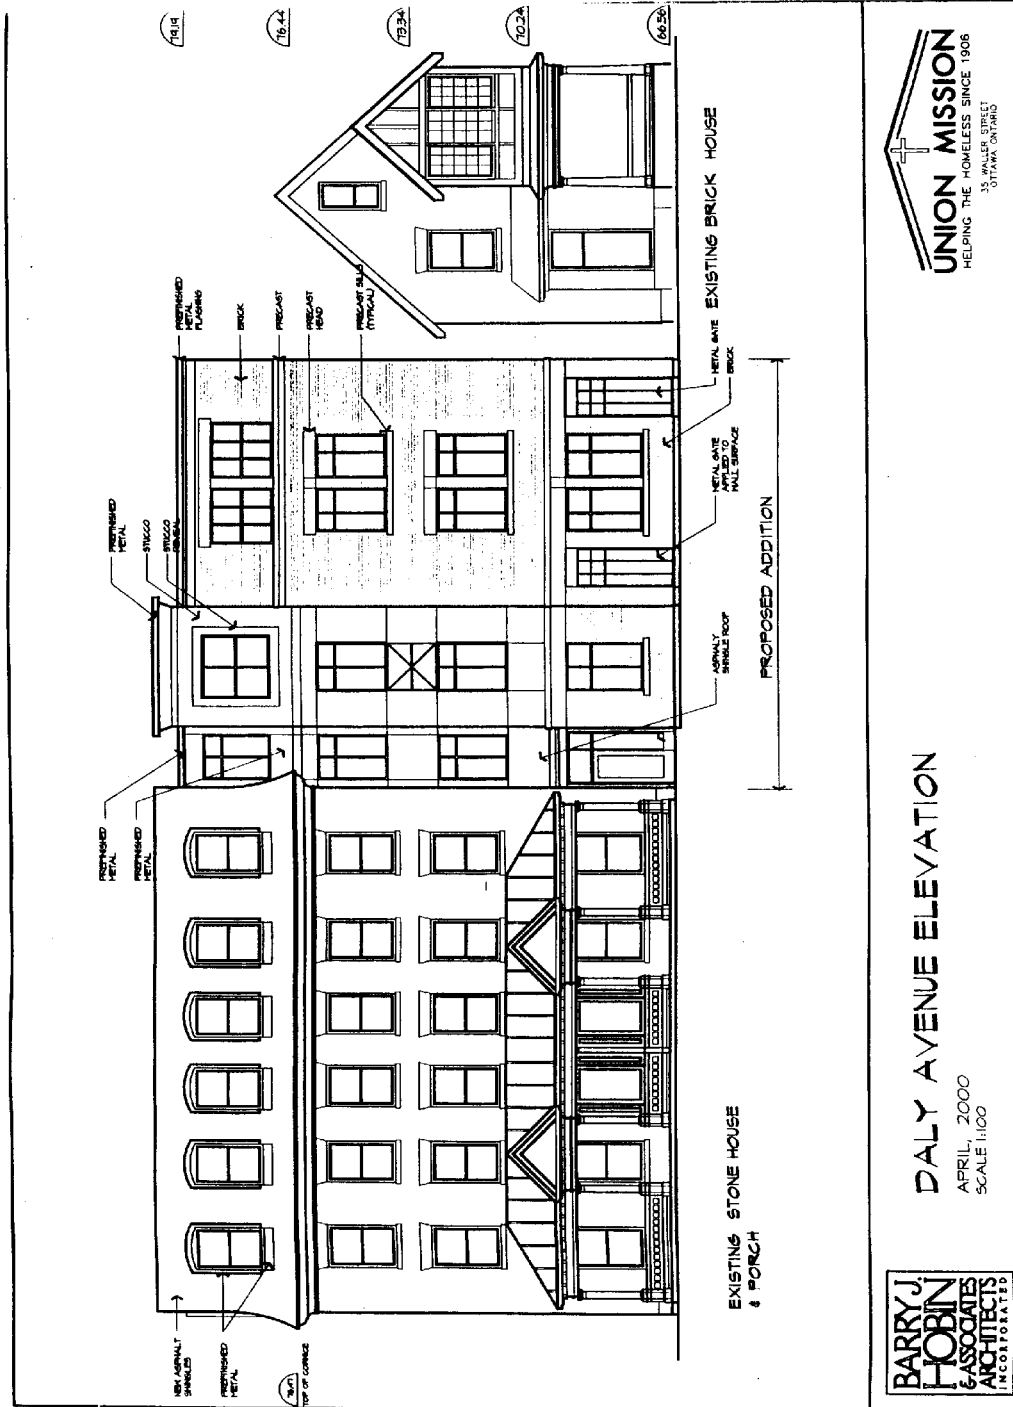 PREFINISHED
METAL
PREFINISHED
METAL
PREFINISHED
METAL
STUCCO
STUCCO
REVEAL
PREFINISHED
METAL
FLASHING
BRICK
PRECAST
PRECAST
HEAD
PRECAST SILLS
(TYPICAL)
76.44
73.34
70.24
66.56
NEW ASPHALT
SHINGLES
PREFINISHED
METAL
TOP OF CORNICE
EXISTING STONE HOUSE
& PORCH
ASPHALT
SHINGLE ROOF
METAL GATE
APPLIED TO
WALL SURFACE
METAL GATE
BRICK
PROPOSED ADDITION
EXISTING BRICK HOUSE
BARRY J.
HOBIN
& ASSOCIATES
ARCHITECTS
INCORPORATED
DALY AVENUE ELEVATION
APRIL, 2000
SCALE 1:100
UNION MISSION
HELPING THE HOMELESS SINCE 1906
35 WALLER STREET
OTTAWA ONTARIO